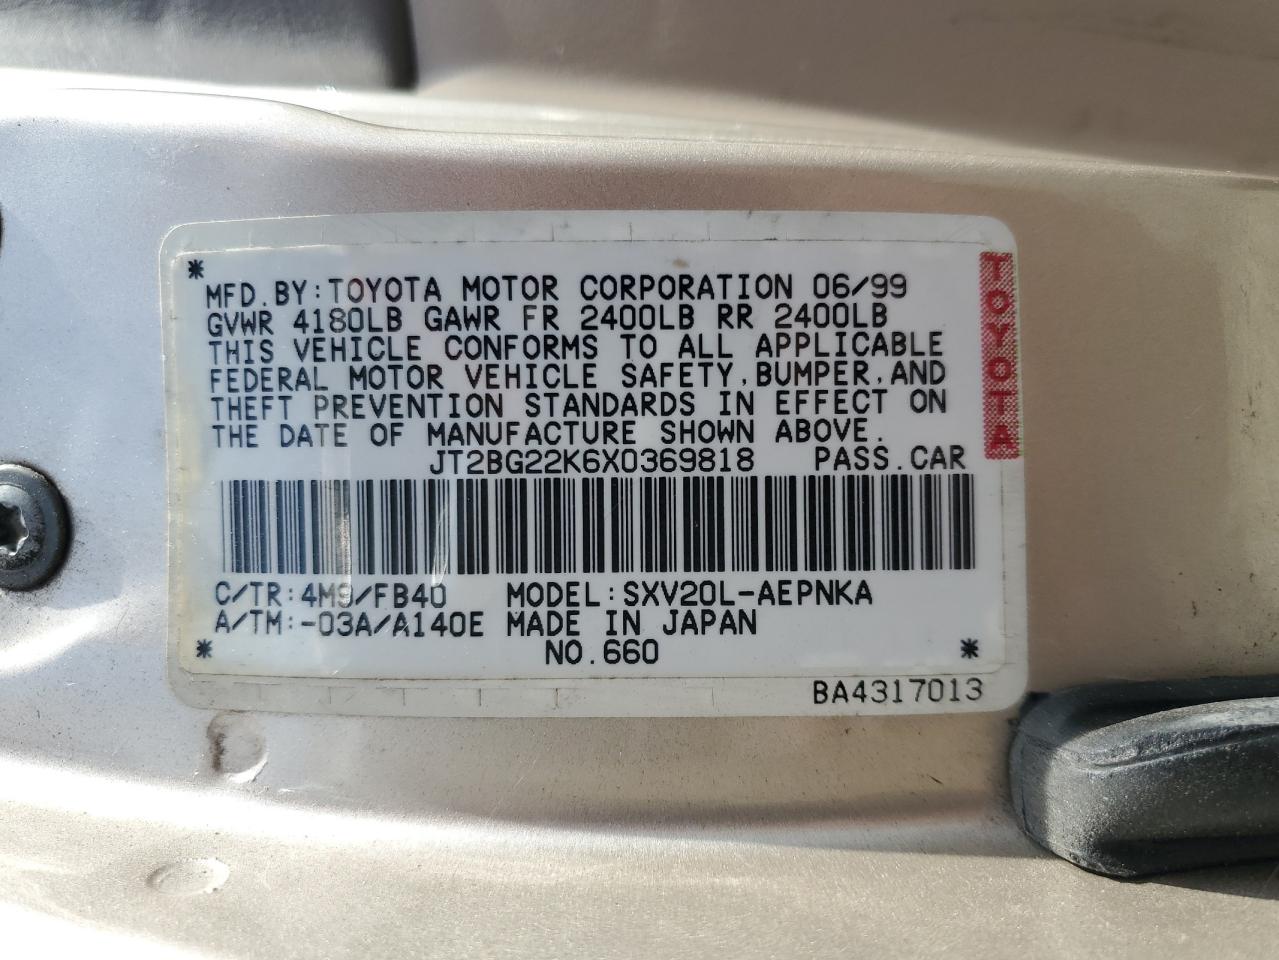 *
MFD.BY:TOYOTA MOTOR CORPORATION 06/99
GVWR 4180LB GAWR FR 2400LB RR 2400LB
THIS VEHICLE CONFORMS TO ALL APPLICABLE
FEDERAL MOTOR VEHICLE SAFETY,BUMPER,AND
THEFT PREVENTION STANDARDS IN EFFECT ON
THE DATE OF MANUFACTURE SHOWN ABOVE.
JT2BG22K6X0369818 PASS.CAR
TOYOTA
C/TR:4M9/FB40 MODEL:SXV20L-AEPNKA
A/TM:-03A/A140E MADE IN JAPAN
* NO.660 *
BA4317013